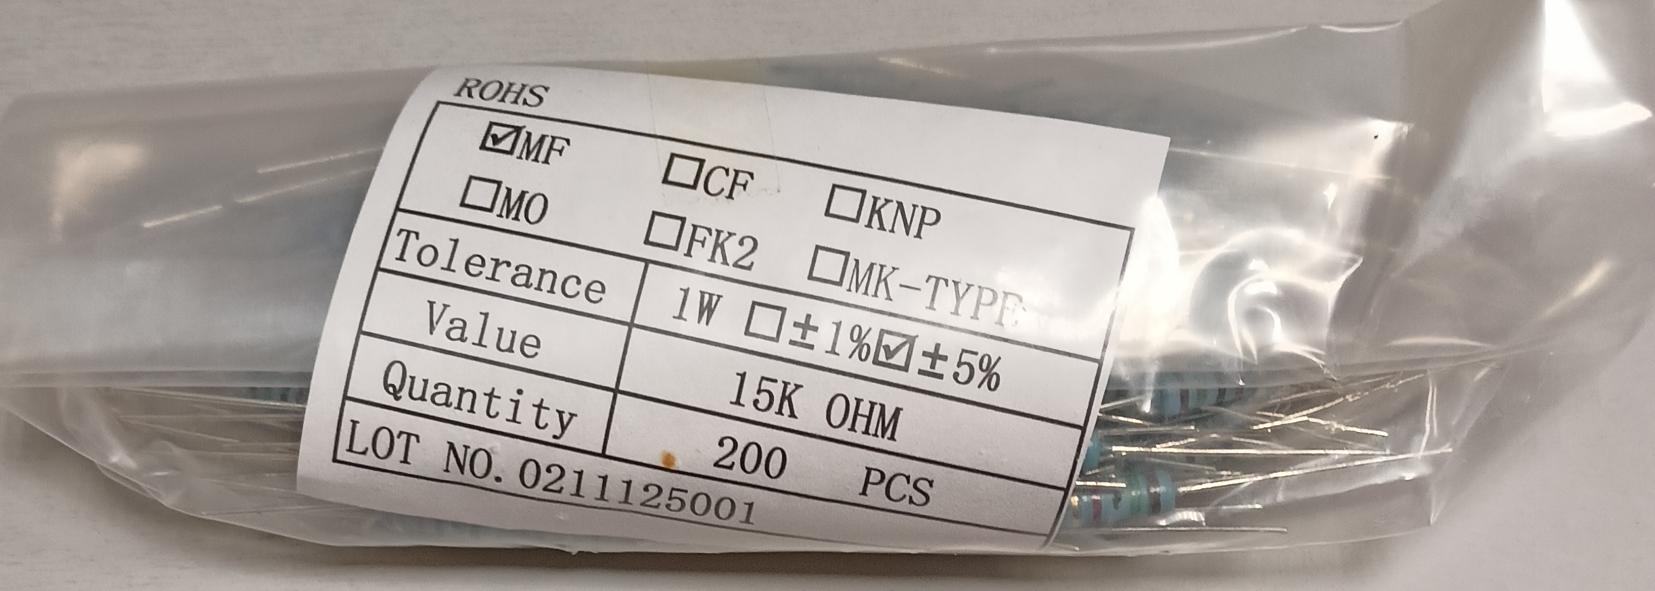 ROHS
☑MF ☐CF ☐KNP
☐MO ☐FK2 ☐MK-TYPE
Tolerance 1W ☐±1%☑±5%
Value 15K OHM
Quantity 200 PCS
LOT NO. 0211125001